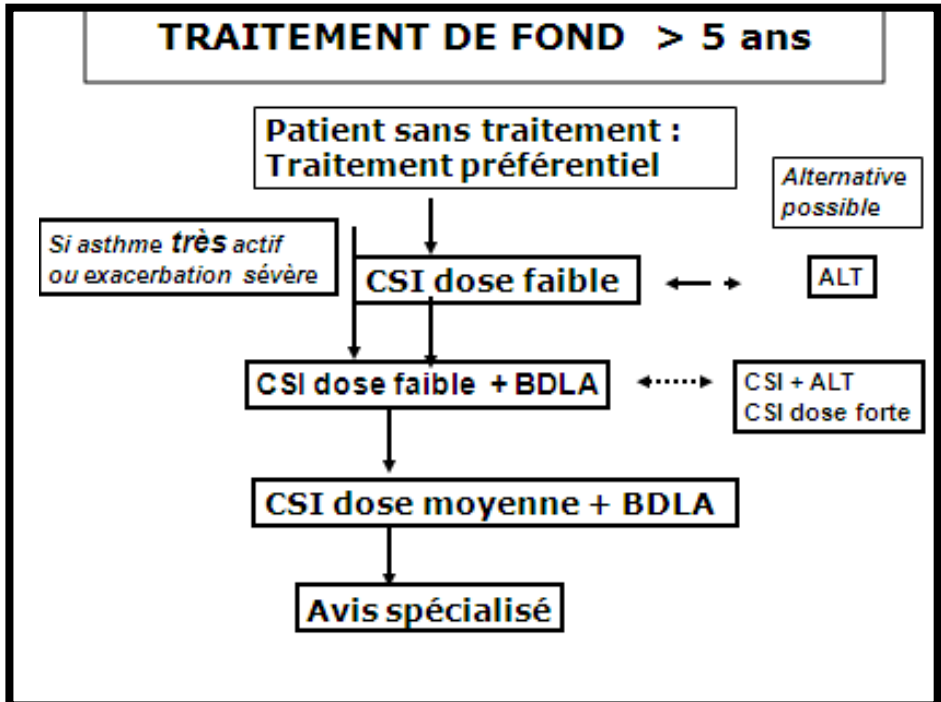 TRAITEMENT DE FOND > 5 ans
Patient sans traitement :
Traitement préférentiel
Alternative
possible
Si asthme très actif
ou exacerbation sévère
CSI dose faible
ALT
CSI dose faible + BDLA
CSI + ALT
CSI dose forte
CSI dose moyenne + BDLA
Avis spécialisé